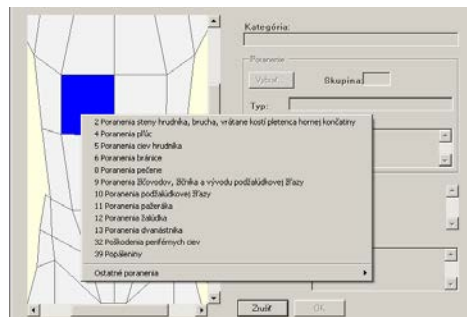 Kategória:
Poranenie
Vybrať...
Skupina:
Typ:
2 Poranenia steny hrudníka, brucha, vrátane kostí pletenca hornej končatiny
4 Poranenia pľúc
5 Poranenia ciev hrudníka
6 Poranenia bránice
8 Poranenia pečene
9 Poranenia žlčovodov, žlčníka a vývodu podžalúdkovej žľazy
10 Poranenia podžalúdkovej žľazy
11 Poranenia pažeráka
12 Poranenia žalúdka
13 Poranenia dvanástnika
32 Poškodenia periférnych ciev
39 Popáleniny
Ostatné poranenia
Zrušiť
OK